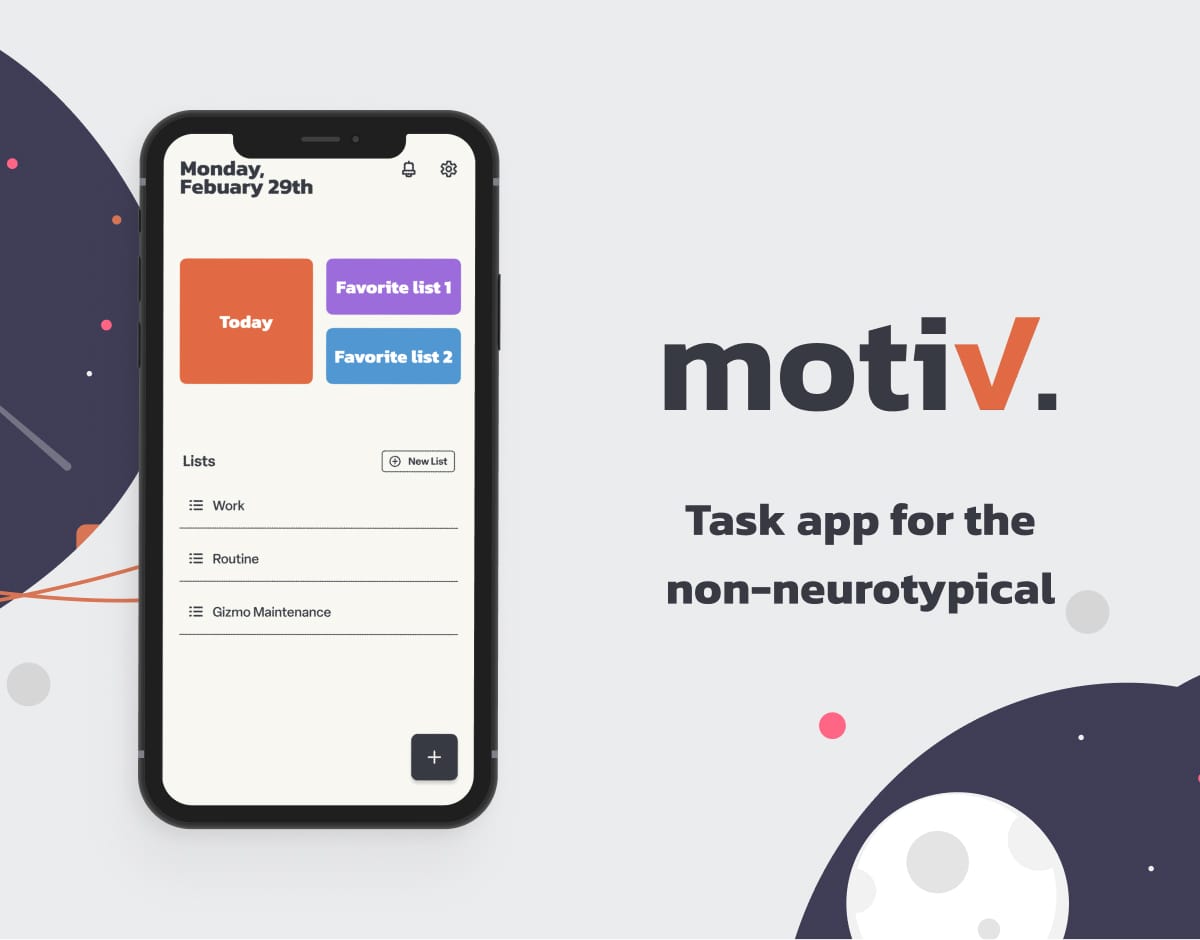 Monday,
Febuary 29th
Today
Favorite list 1
Favorite list 2
Lists
New List
Work
Routine
Gizmo Maintenance
motiv.
Task app for the
non-neurotypical